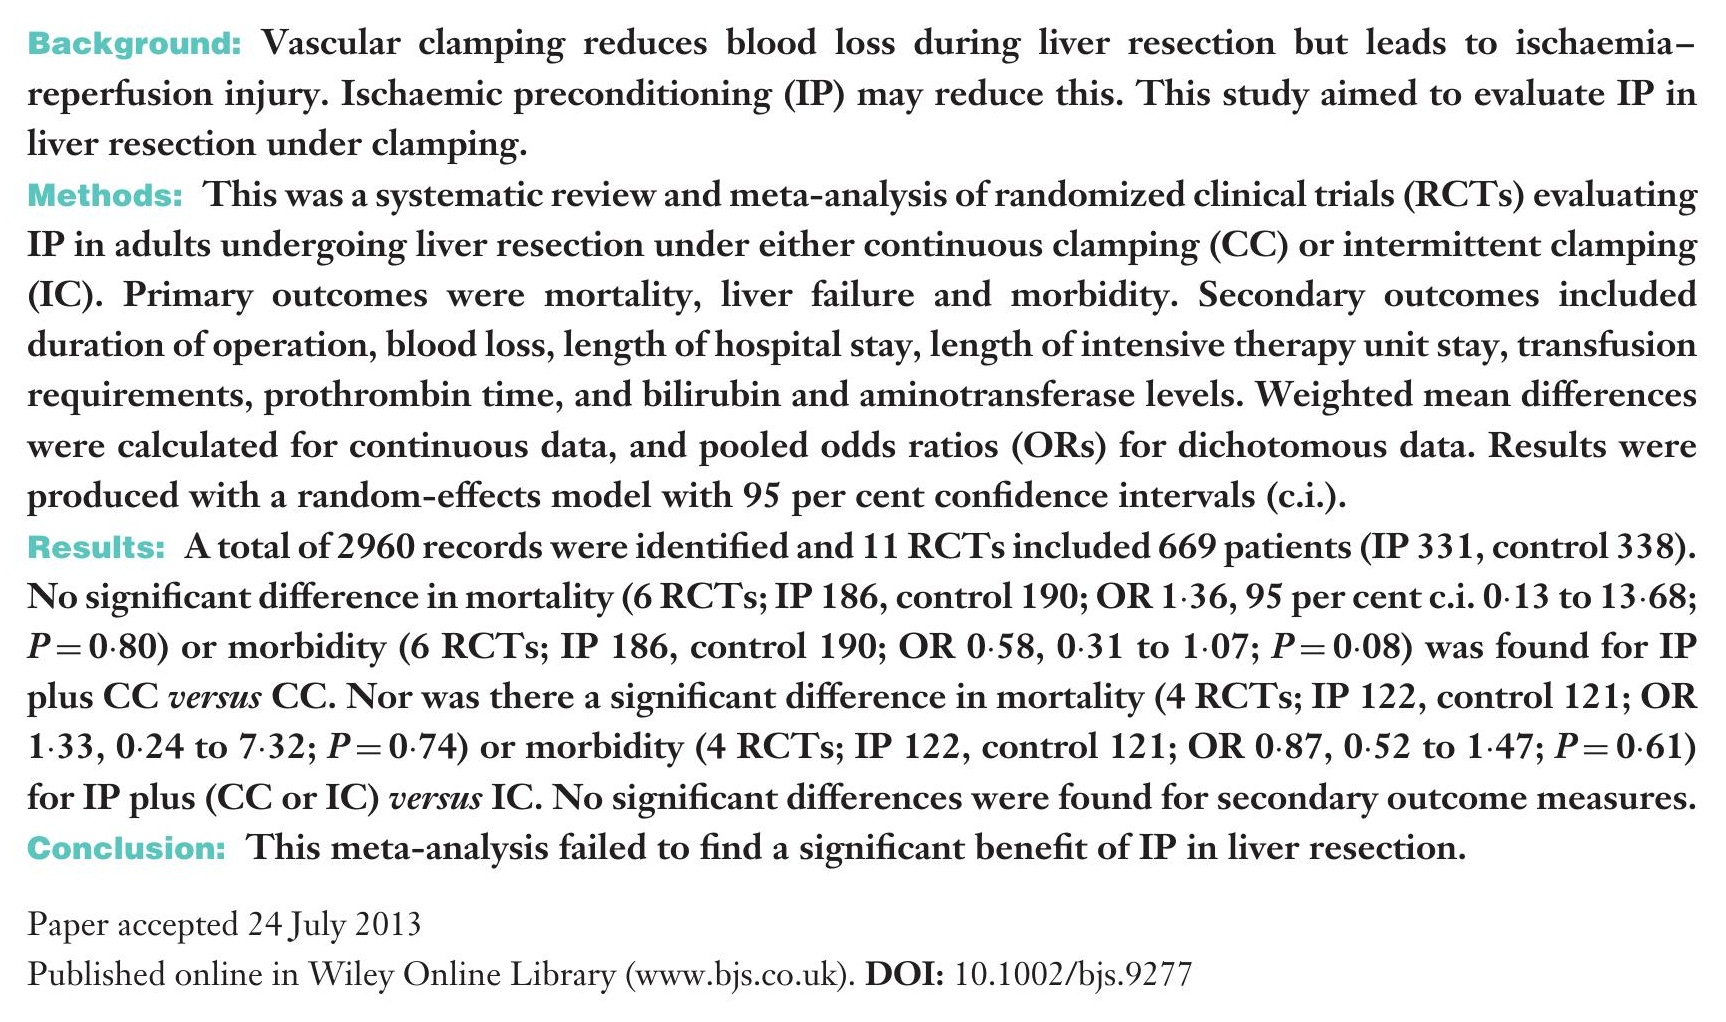 Background: Vascular clamping reduces blood loss during liver resection but leads to ischaemia–
reperfusion injury. Ischaemic preconditioning (IP) may reduce this. This study aimed to evaluate IP in
liver resection under clamping.
Methods: This was a systematic review and meta-analysis of randomized clinical trials (RCTs) evaluating
IP in adults undergoing liver resection under either continuous clamping (CC) or intermittent clamping
(IC). Primary outcomes were mortality, liver failure and morbidity. Secondary outcomes included
duration of operation, blood loss, length of hospital stay, length of intensive therapy unit stay, transfusion
requirements, prothrombin time, and bilirubin and aminotransferase levels. Weighted mean differences
were calculated for continuous data, and pooled odds ratios (ORs) for dichotomous data. Results were
produced with a random-effects model with 95 per cent confidence intervals (c.i.).
Results: A total of 2960 records were identified and 11 RCTs included 669 patients (IP 331, control 338).
No significant difference in mortality (6 RCTs; IP 186, control 190; OR 1·36, 95 per cent c.i. 0·13 to 13·68;
P = 0·80) or morbidity (6 RCTs; IP 186, control 190; OR 0·58, 0·31 to 1·07; P = 0·08) was found for IP
plus CC versus CC. Nor was there a significant difference in mortality (4 RCTs; IP 122, control 121; OR
1·33, 0·24 to 7·32; P = 0·74) or morbidity (4 RCTs; IP 122, control 121; OR 0·87, 0·52 to 1·47; P = 0·61)
for IP plus (CC or IC) versus IC. No significant differences were found for secondary outcome measures.
Conclusion: This meta-analysis failed to find a significant benefit of IP in liver resection.
Paper accepted 24 July 2013
Published online in Wiley Online Library (www.bjs.co.uk). DOI: 10.1002/bjs.9277